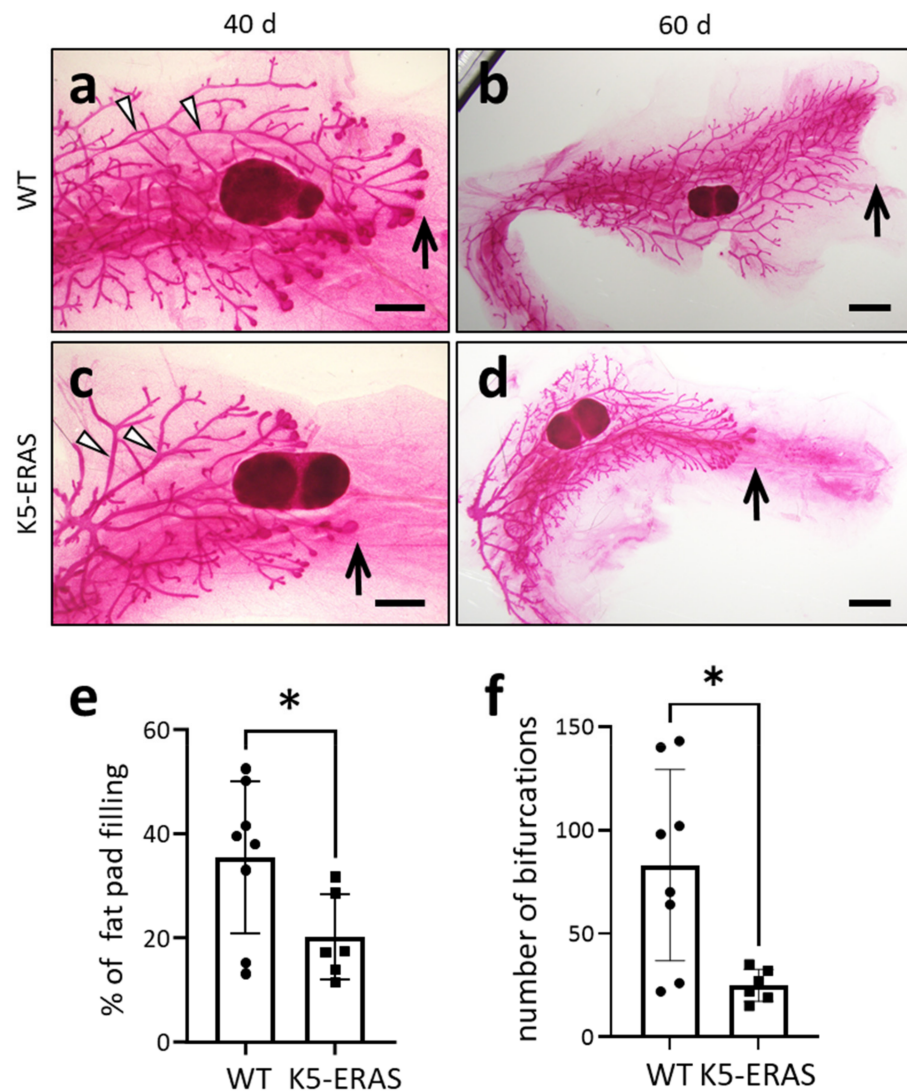 40 d 60 d
a b
WT
c d
K5-ERAS
e f
* *
% of fat pad filling
60
40
20
0
WT K5-ERAS
number of bifurcations
150
100
50
0
WT K5-ERAS